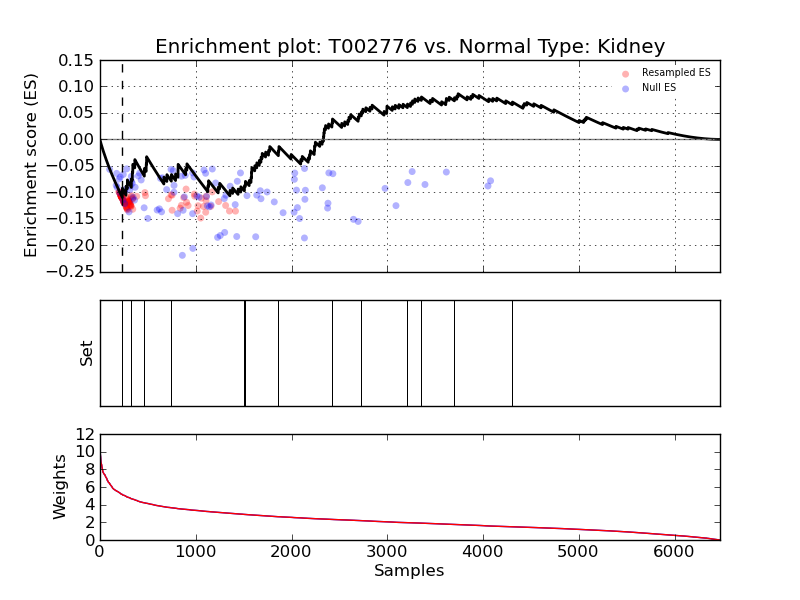 Enrichment plot: T002776 vs. Normal Type: Kidney
Enrichment score (ES)
0.15
0.10
0.05
0.00
−0.05
−0.10
−0.15
−0.20
−0.25
Resampled ES
Null ES
Set
Weights
12
10
8
6
4
2
0
0 1000 2000 3000 4000 5000 6000
Samples